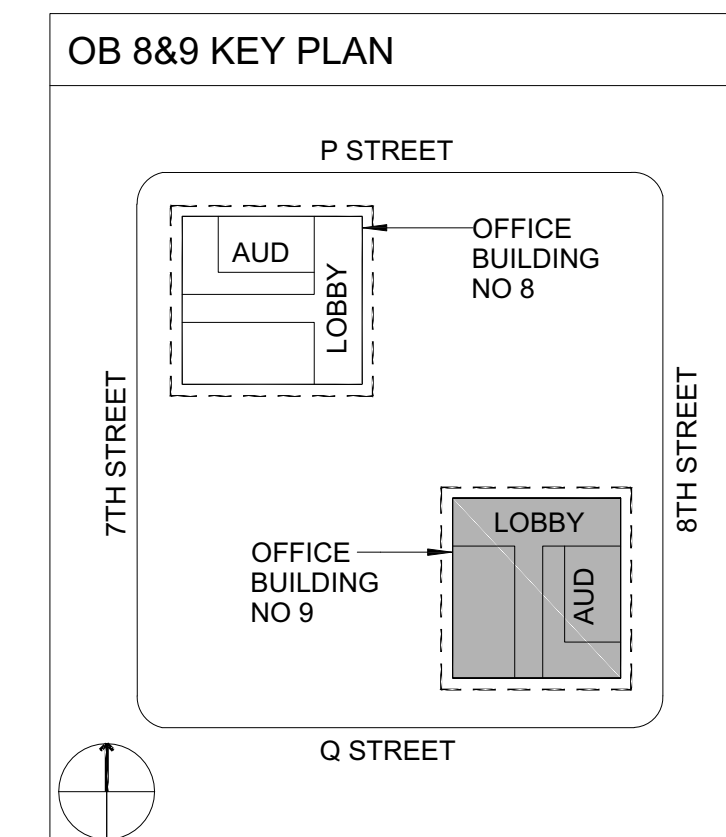 OB 8&9 KEY PLAN
P STREET
AUD
LOBBY
OFFICE
BUILDING
NO 8
7TH STREET
8TH STREET
LOBBY
AUD
OFFICE
BUILDING
NO 9
Q STREET